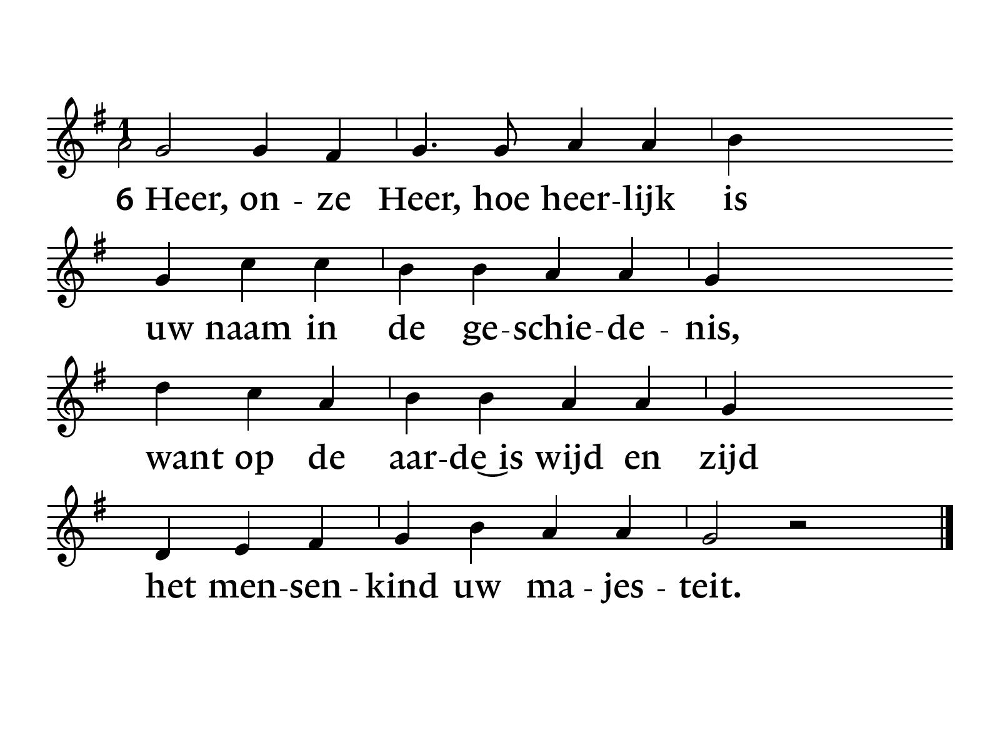 1
6 Heer, on - ze Heer, hoe heer-lijk is
uw naam in de ge-schie-de - nis,
want op de aar-de‿is wijd en zijd
het men-sen - kind uw ma - jes - teit.